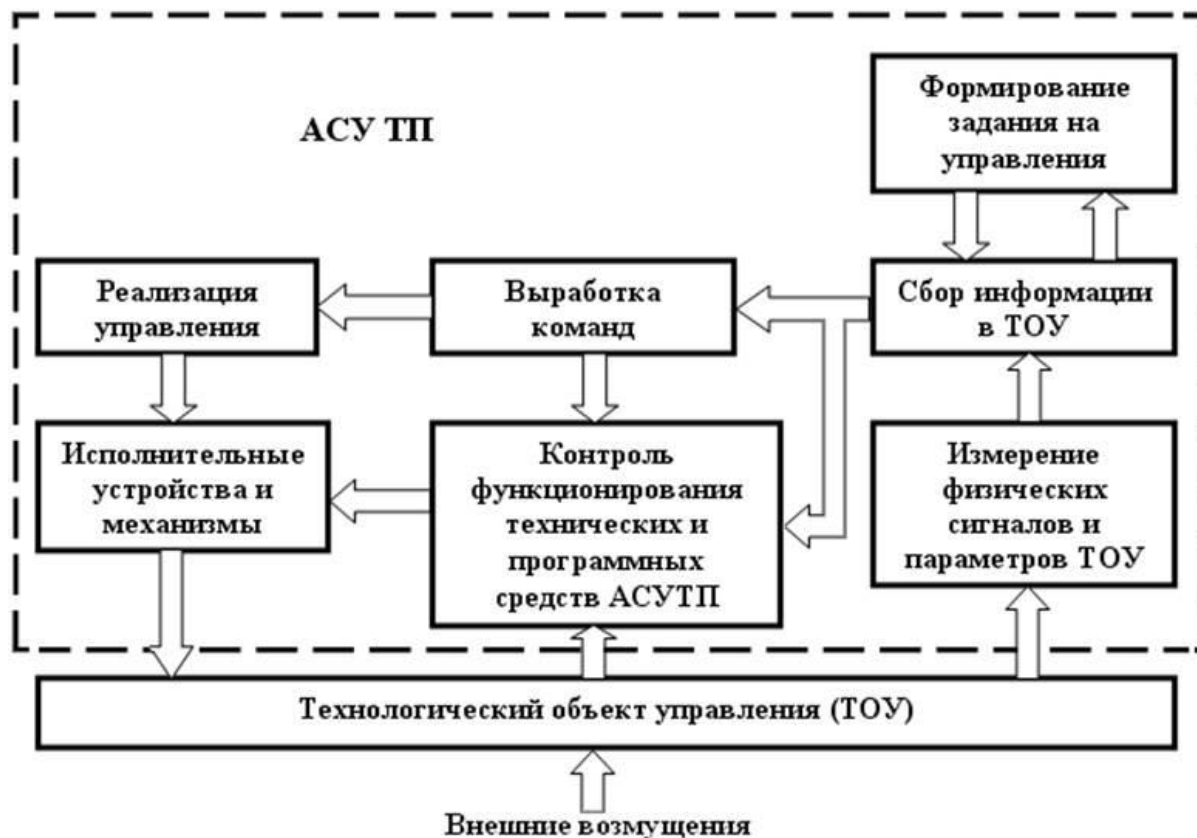 АСУ ТП
Формирование
задания на
управления
Реализация
управления
Выработка
команд
Сбор информации
в ТОУ
Исполнительные
устройства и
механизмы
Контроль
функционирования
технических и
программных
средств АСУТП
Измерение
физических
сигналов и
параметров ТОУ
Технологический объект управления (ТОУ)
Внешние возмущения